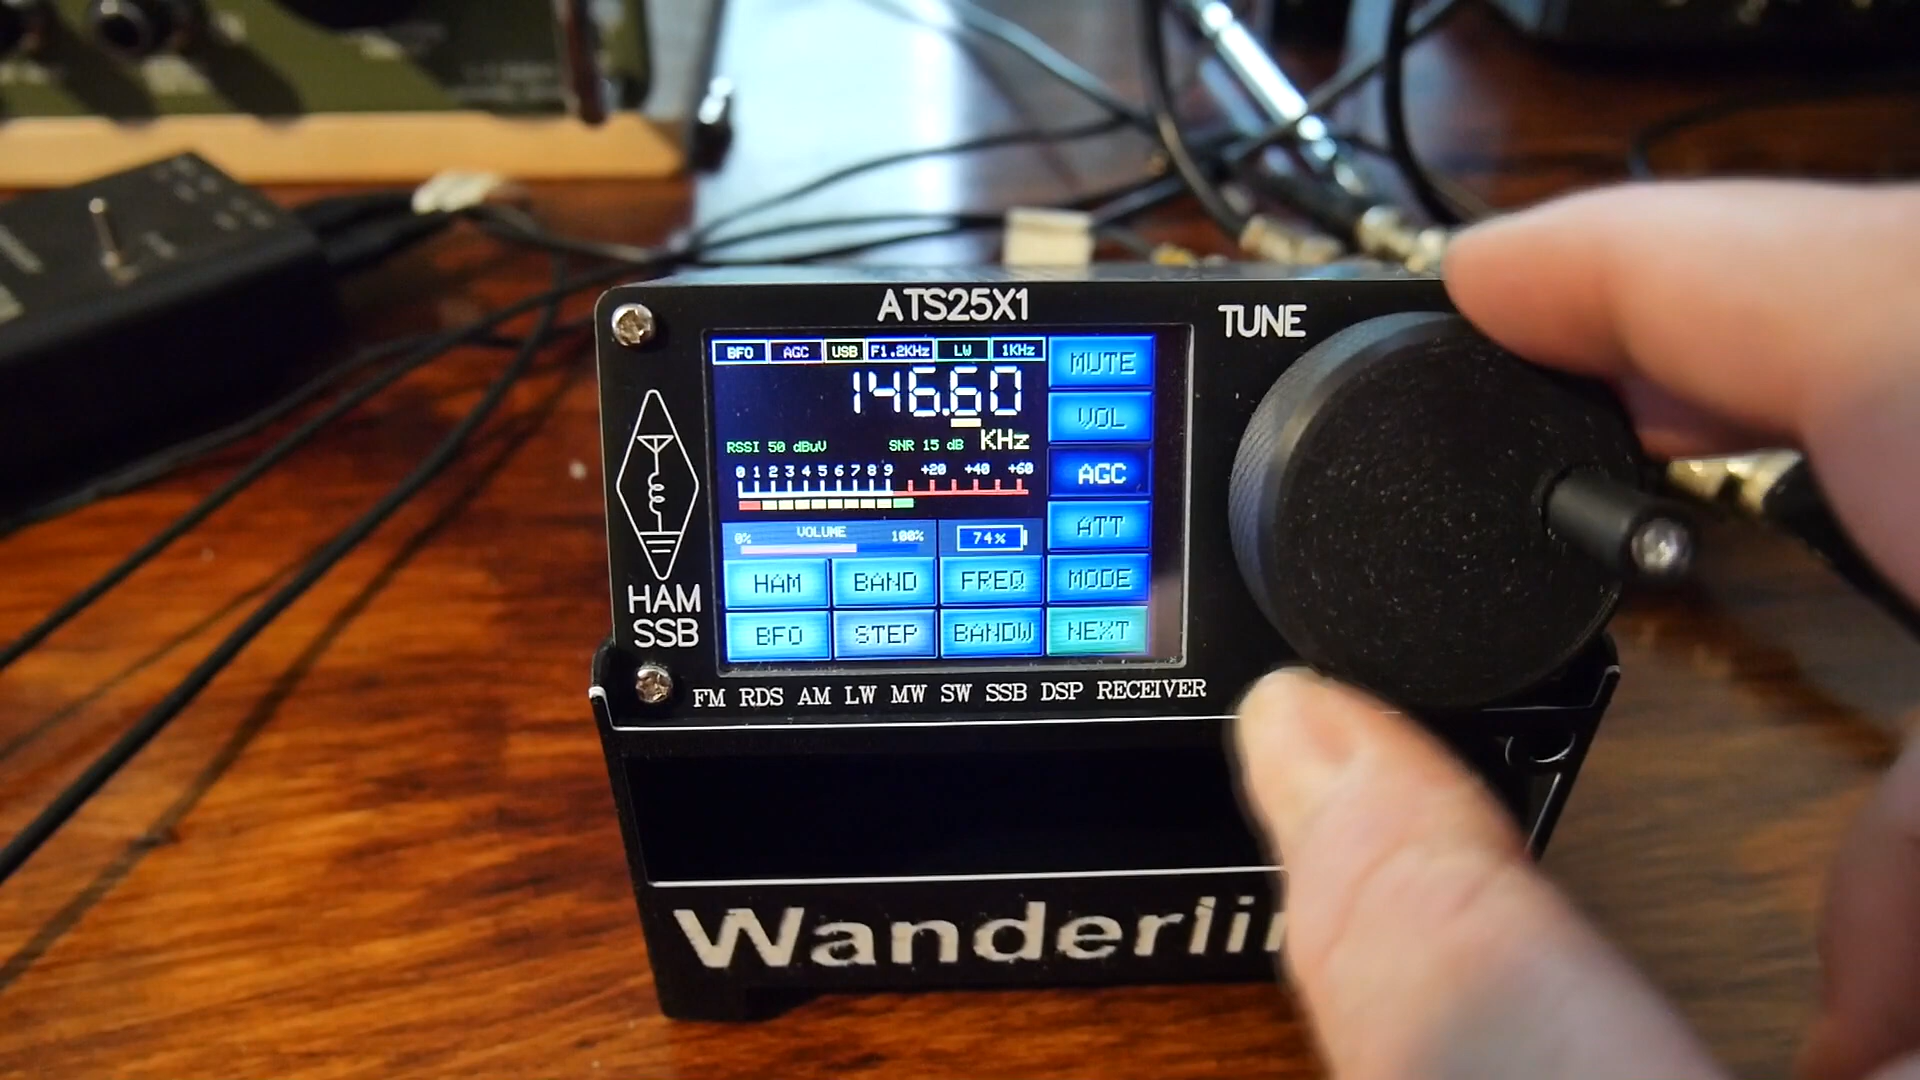 ATS25X1
TUNE
BFO AGC USB F1.2KHz LW 1KHz
146.60
KHz
RSSI 50 dBuV SNR 15 dB
0 1 2 3 4 5 6 7 8 9 +20 +40 +60
VOLUME
0% 100%
74%
MUTE
VOL
AGC
ATT
HAM BAND FREQ MODE
BFO STEP BANDW NEXT
HAM
SSB
FM RDS AM LW MW SW SSB DSP RECEIVER